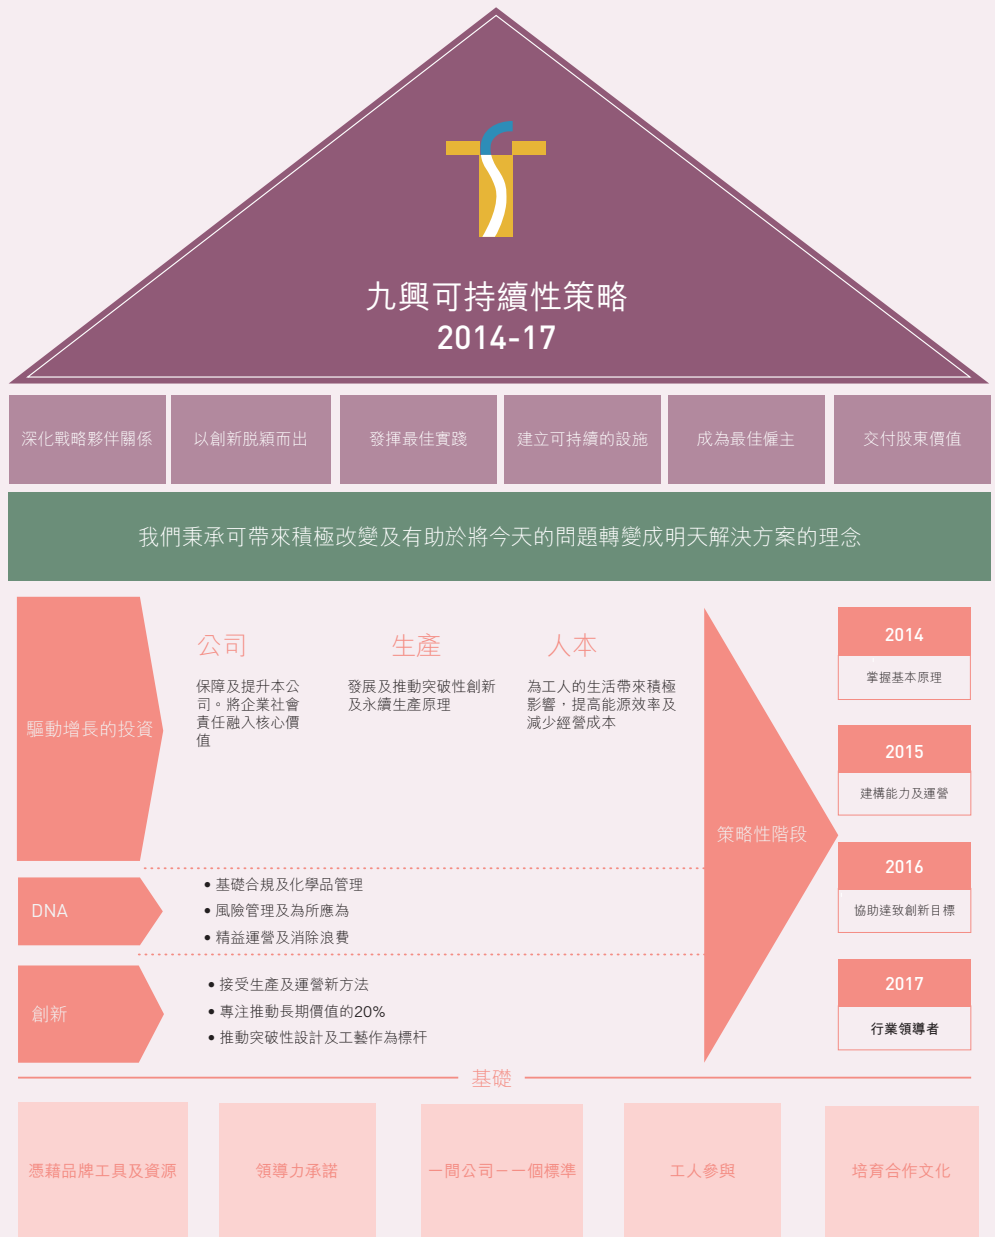 九興可持續性策略
2014-17
深化戰略夥伴關係
以創新脱穎而出
發揮最佳實踐
建立可持續的設施
成為最佳僱主
交付股東價值
我們秉承可帶來積極改變及有助於將今天的問題轉變成明天解決方案的理念
驅動增長的投資
公司
保障及提升本公
司。將企業社會
責任融入核心價
值
生產
發展及推動突破性創新
及永續生產原理
人本
為工人的生活帶來積極
影響，提高能源效率及
減少經營成本
DNA
• 基礎合規及化學品管理
• 風險管理及為所應為
• 精益運營及消除浪費
創新
• 接受生產及運營新方法
• 專注推動長期價值的20%
• 推動突破性設計及工藝作為標杆
策略性階段
2014
掌握基本原理
2015
建構能力及運營
2016
協助達致創新目標
2017
行業領導者
基礎
憑藉品牌工具及資源
領導力承諾
一間公司－一個標準
工人參與
培育合作文化